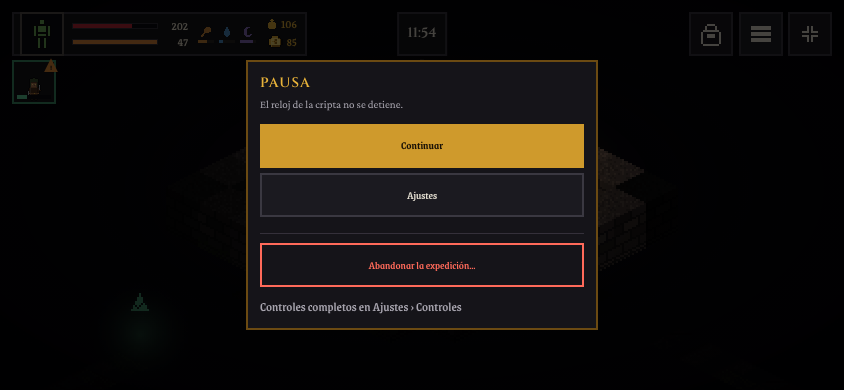 202
47
106
85
11:54
PAUSA
El reloj de la cripta no se detiene.
Continuar
Ajustes
Abandonar la expedición...
Controles completos en Ajustes › Controles